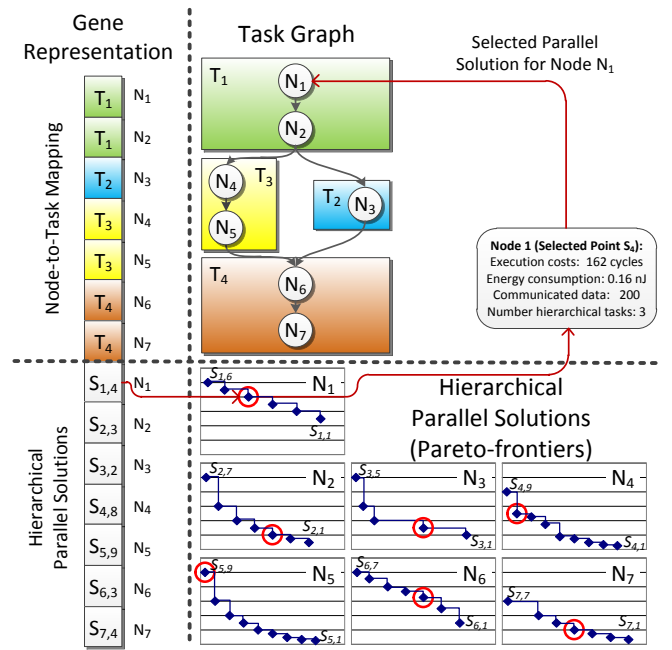 Gene
Representation
Task Graph
Selected Parallel
Solution for Node N1
Node-to-Task Mapping
T1 N1
T1 N2
T2 N3
T3 N4
T3 N5
T4 N6
T4 N7
T1
N1
N2
T3
N4
N5
T2
N3
T4
N6
N7
Node 1 (Selected Point S4):
Execution costs: 162 cycles
Energy consumption: 0.16 nJ
Communicated data: 200
Number hierarchical tasks: 3
Hierarchical
Parallel Solutions
S1,4 N1
S2,3 N2
S3,2 N3
S4,8 N4
S5,9 N5
S6,3 N6
S7,4 N7
Hierarchical
Parallel Solutions
(Pareto-frontiers)
S1,6 N1
S1,1
S2,7 N2
S2,1
S3,5 N3
S3,1
S4,9 N4
S4,1
S5,9 N5
S5,1
S6,7 N6
S6,1
S7,7 N7
S7,1